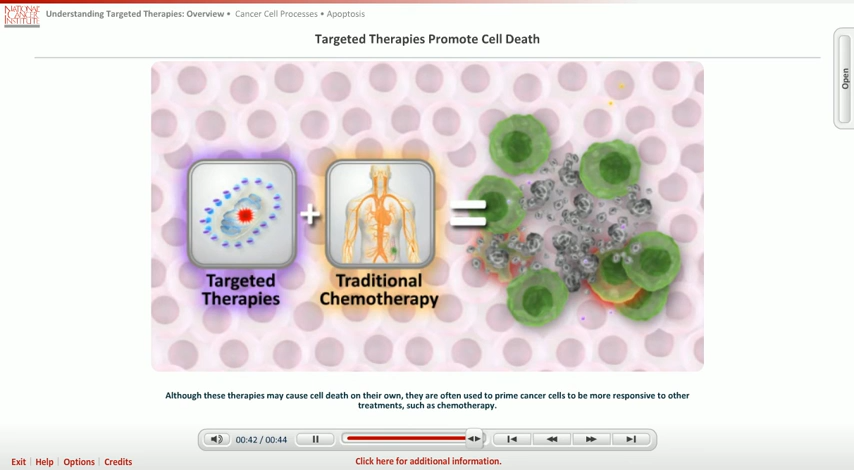 NATIONAL
CANCER
INSTITUTE
Understanding Targeted Therapies: Overview • Cancer Cell Processes • Apoptosis
Targeted Therapies Promote Cell Death
Open
Targeted
Therapies
+
Traditional
Chemotherapy
=
Although these therapies may cause cell death on their own, they are often used to prime cancer cells to be more responsive to other
treatments, such as chemotherapy.
00:42 / 00:44
Exit | Help | Options | Credits
Click here for additional information.